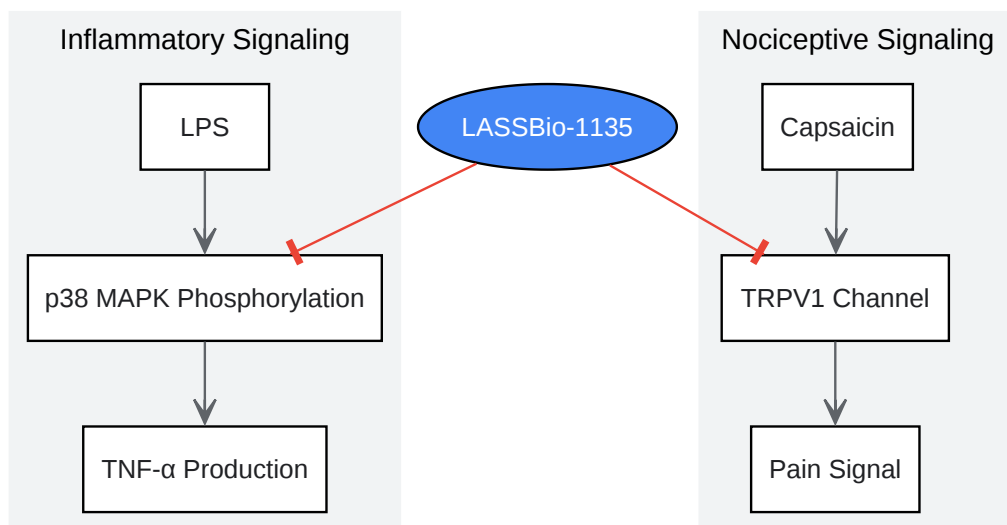 Inflammatory Signaling
Nociceptive Signaling
LPS
LASSBio-1135
Capsaicin
p38 MAPK Phosphorylation
TRPV1 Channel
TNF-α Production
Pain Signal